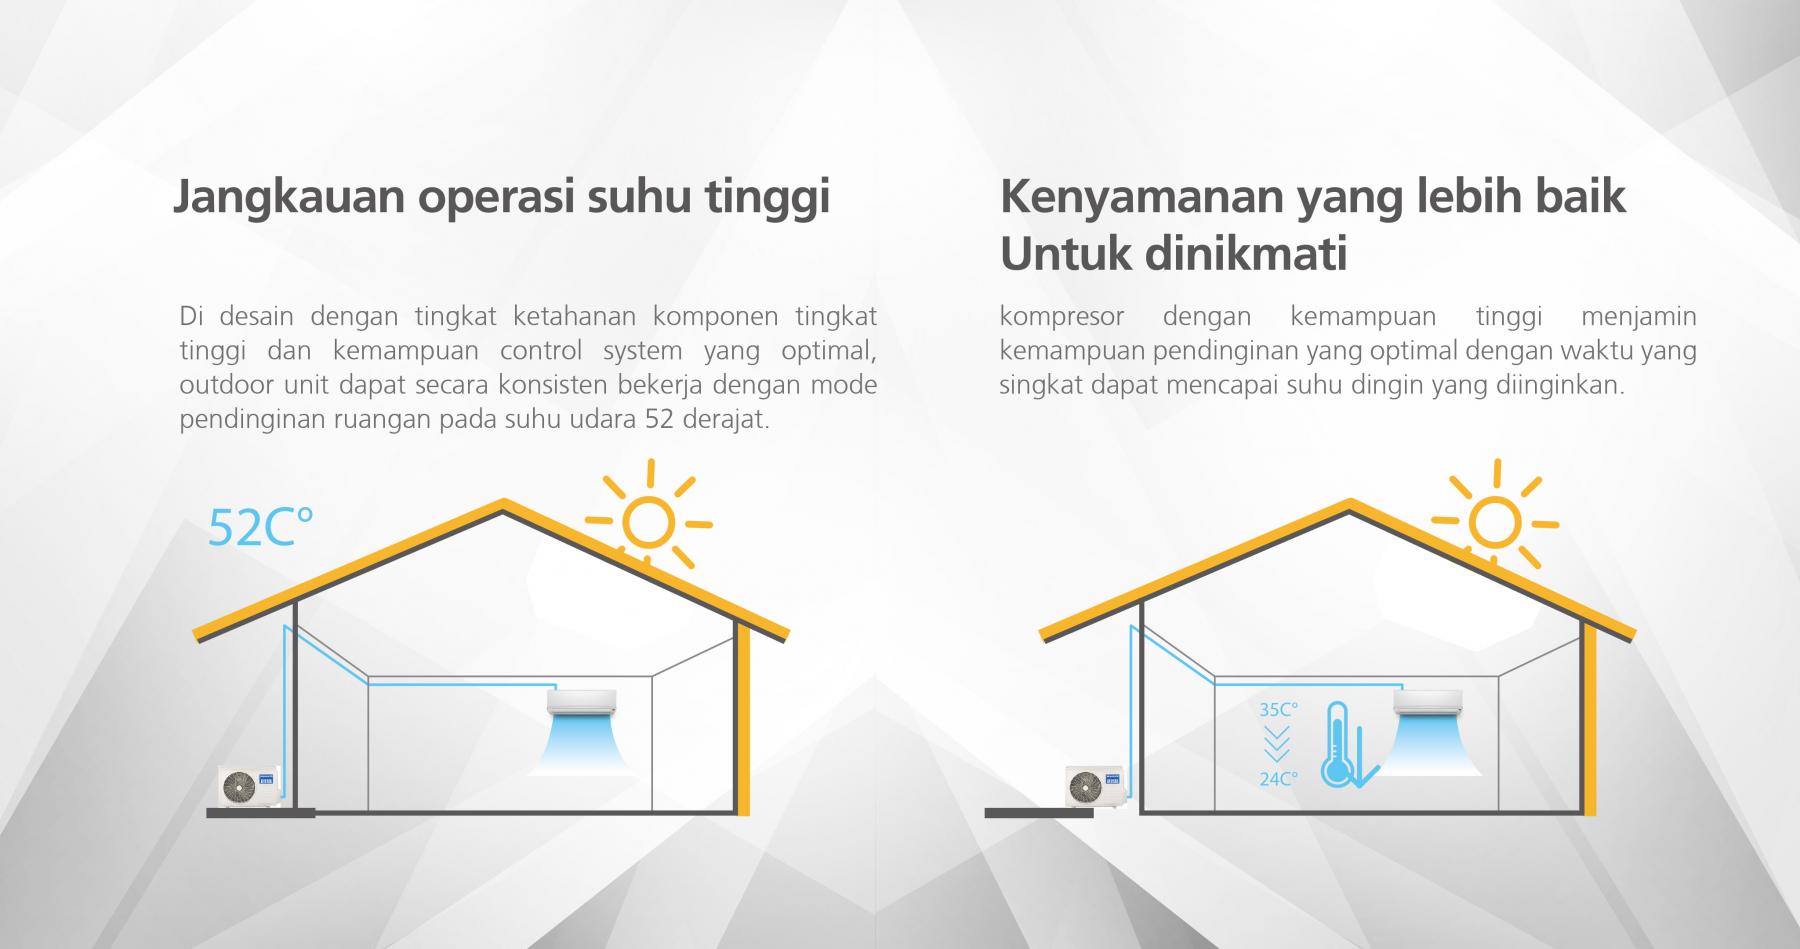 Jangkauan operasi suhu tinggi
Di desain dengan tingkat ketahanan komponen tingkat
tinggi dan kemampuan control system yang optimal,
outdoor unit dapat secara konsisten bekerja dengan mode
pendinginan ruangan pada suhu udara 52 derajat.
52C°
Kenyamanan yang lebih baik
Untuk dinikmati
kompresor dengan kemampuan tinggi menjamin
kemampuan pendinginan yang optimal dengan waktu yang
singkat dapat mencapai suhu dingin yang diinginkan.
35C°
24C°